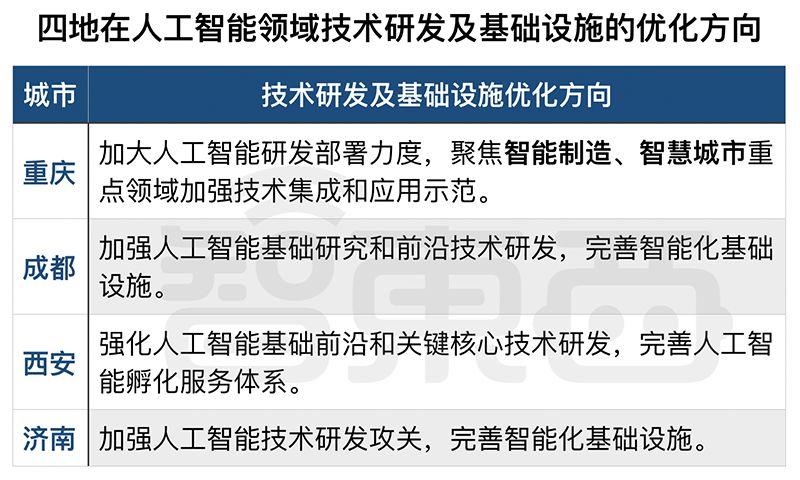 四地在人工智能领域技术研发及基础设施的优化方向
城市
技术研发及基础设施优化方向
重庆
加大人工智能研发部署力度，聚焦智能制造、智慧城市重
点领域加强技术集成和应用示范。
成都
加强人工智能基础研究和前沿技术研发，完善智能化基础
设施。
西安
强化人工智能基础前沿和关键核心技术研发，完善人工智
能孵化服务体系。
济南
加强人工智能技术研发攻关，完善智能化基础设施。
智東西